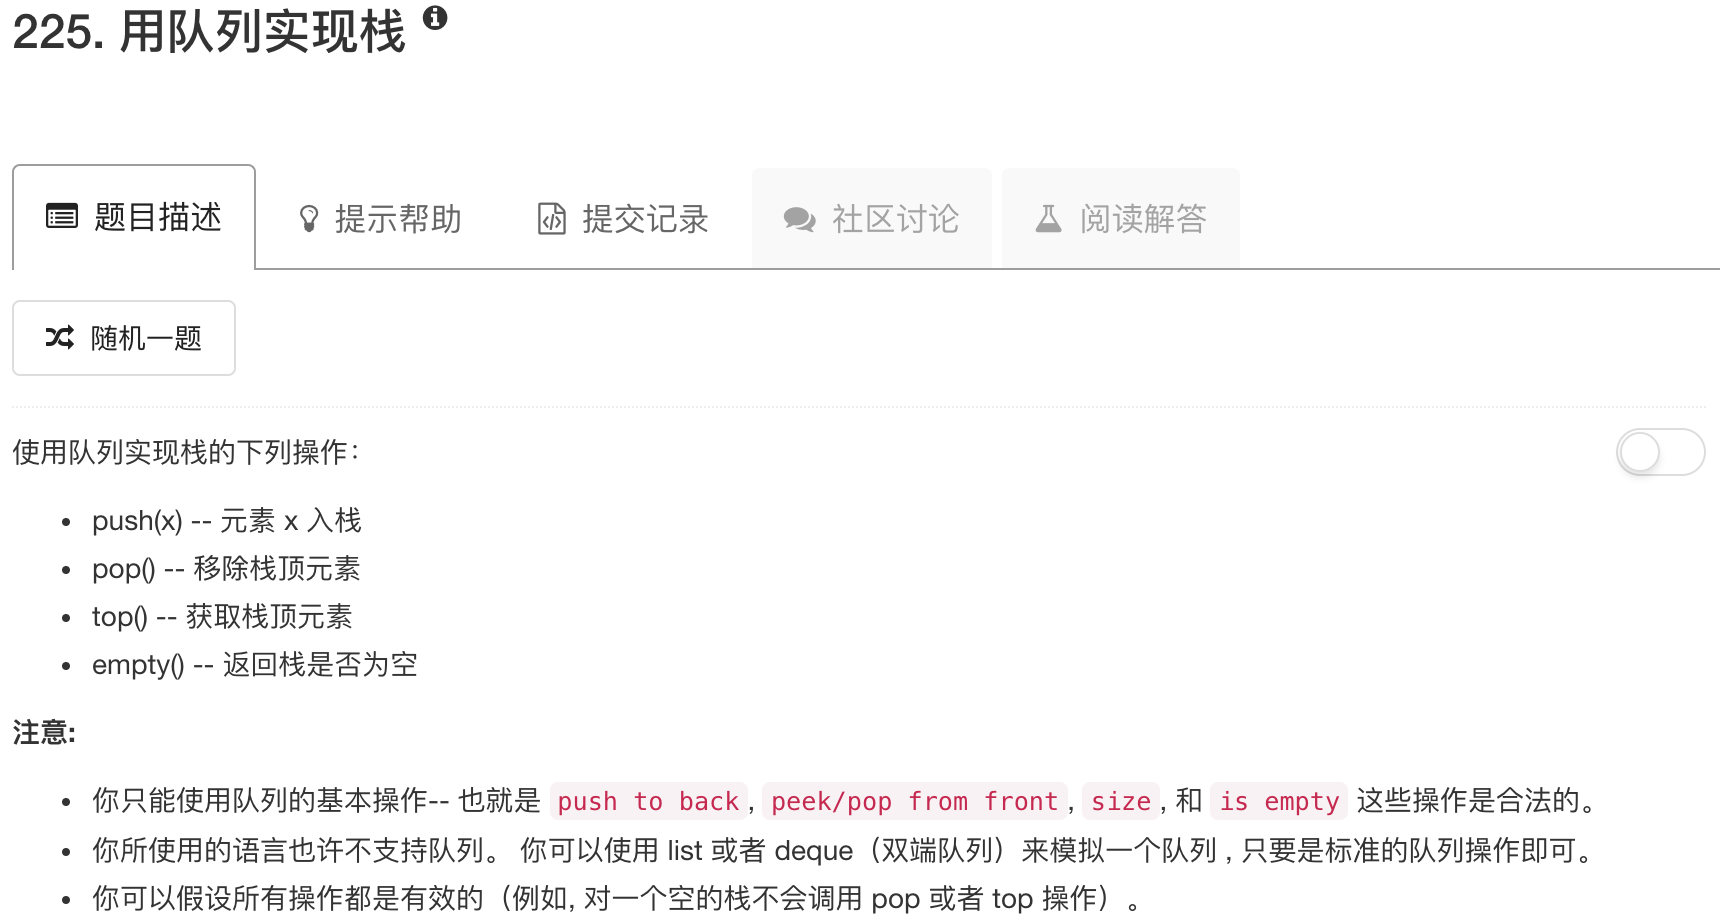 225. 用队列实现栈
题目描述 提示帮助 提交记录 社区讨论 阅读解答
随机一题
使用队列实现栈的下列操作：
• push(x) -- 元素 x 入栈
• pop() -- 移除栈顶元素
• top() -- 获取栈顶元素
• empty() -- 返回栈是否为空
注意:
• 你只能使用队列的基本操作-- 也就是 push to back, peek/pop from front, size, 和 is empty 这些操作是合法的。
• 你所使用的语言也许不支持队列。 你可以使用 list 或者 deque（双端队列）来模拟一个队列 , 只要是标准的队列操作即可。
• 你可以假设所有操作都是有效的（例如, 对一个空的栈不会调用 pop 或者 top 操作）。